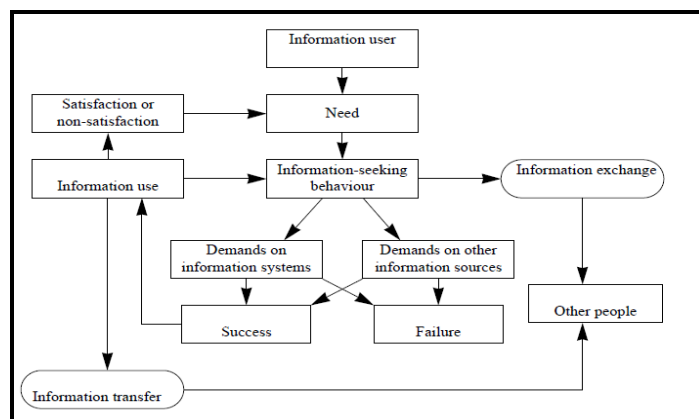 Information user
Satisfaction or
non-satisfaction
Need
Information use
Information-seeking
behaviour
Information exchange
Demands on
information systems
Demands on other
information sources
Success
Failure
Other people
Information transfer